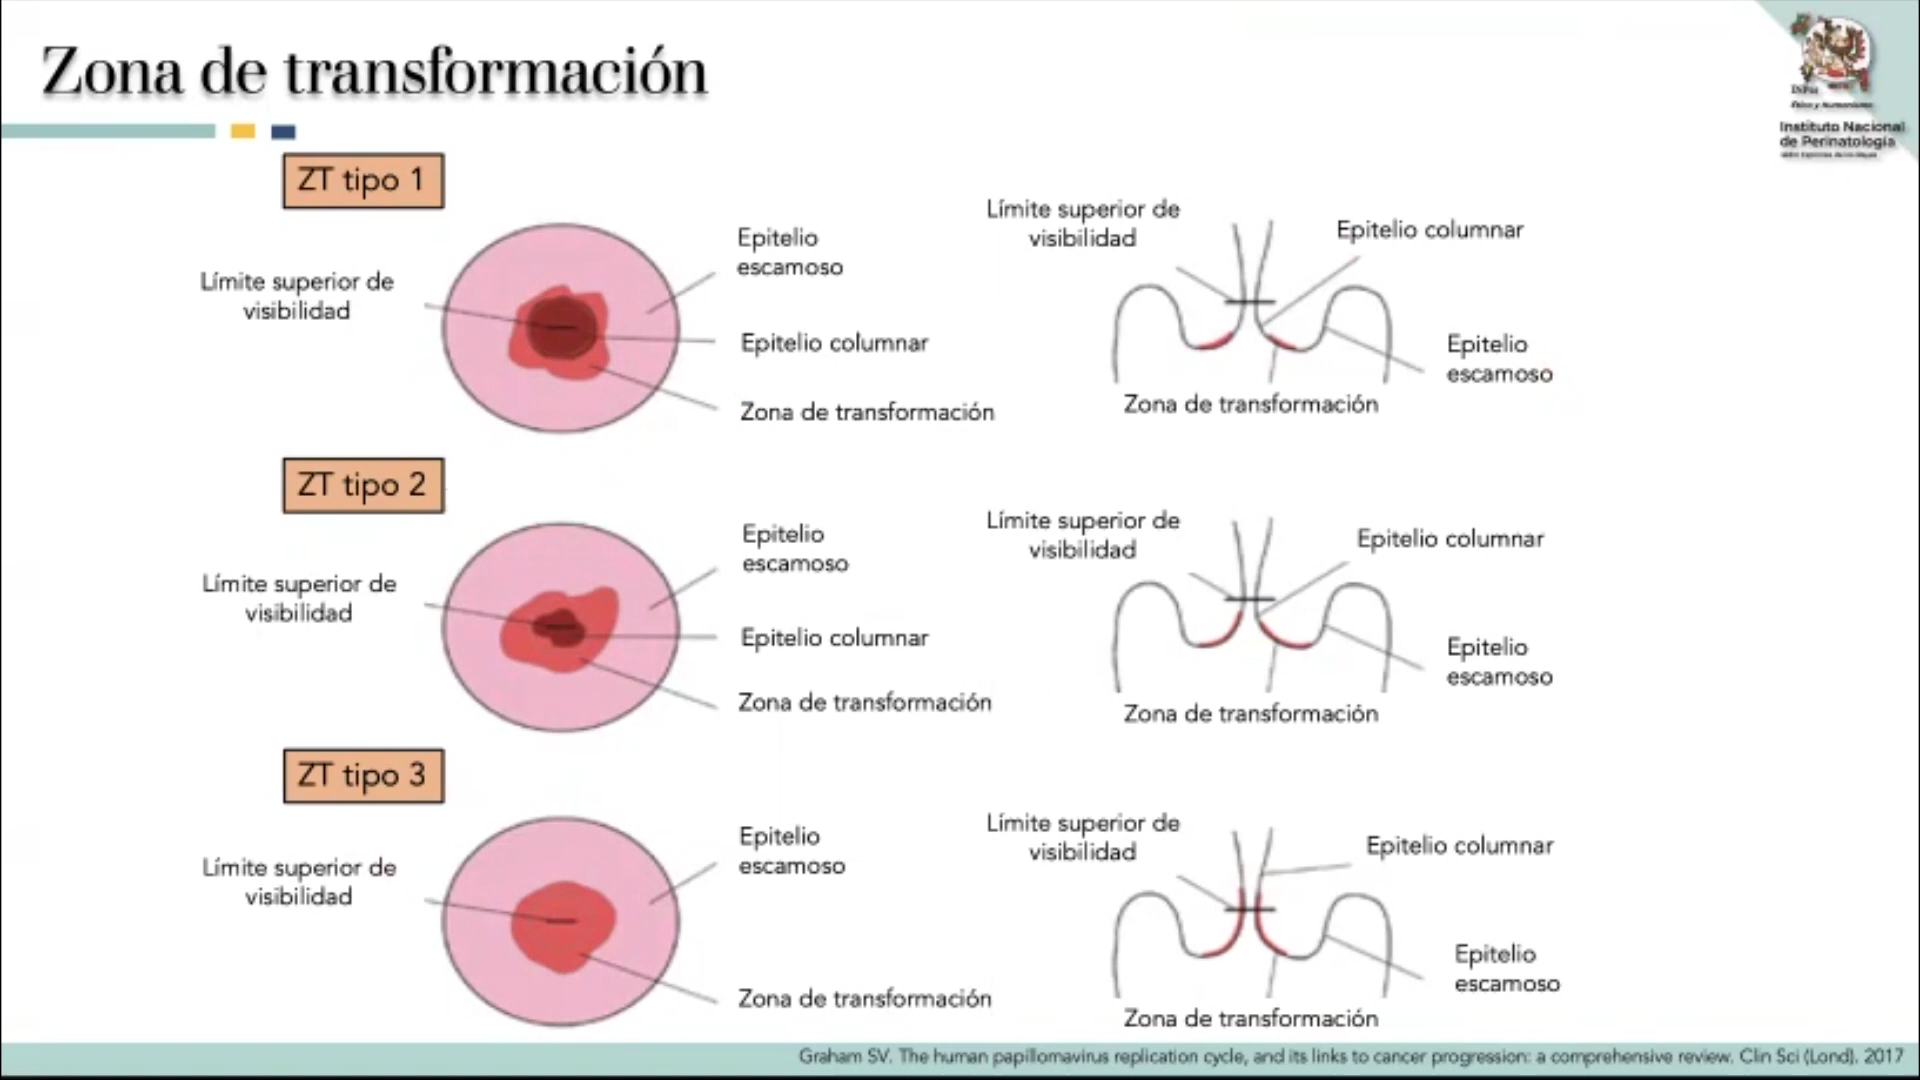 Zona de transformación
Instituto Nacional
de Perinatología
ZT tipo 1
Límite superior de
visibilidad
Epitelio
escamoso
Epitelio columnar
Zona de transformación
Límite superior de
visibilidad
Epitelio columnar
Epitelio
escamoso
Zona de transformación
ZT tipo 2
Límite superior de
visibilidad
Epitelio
escamoso
Epitelio columnar
Zona de transformación
Límite superior de
visibilidad
Epitelio columnar
Epitelio
escamoso
Zona de transformación
ZT tipo 3
Límite superior de
visibilidad
Epitelio
escamoso
Zona de transformación
Límite superior de
visibilidad
Epitelio columnar
Epitelio
escamoso
Zona de transformación
Graham SV. The human papillomavirus replication cycle, and its links to cancer progression: a comprehensive review. Clin Sci (Lond). 2017